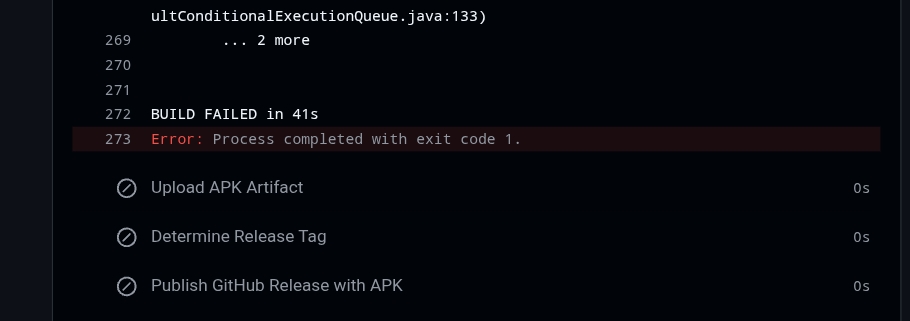 ultConditionalExecutionQueue.java:133)
269 ... 2 more
270
271
272 BUILD FAILED in 41s
273 Error: Process completed with exit code 1.
Upload APK Artifact 0s
Determine Release Tag 0s
Publish GitHub Release with APK 0s